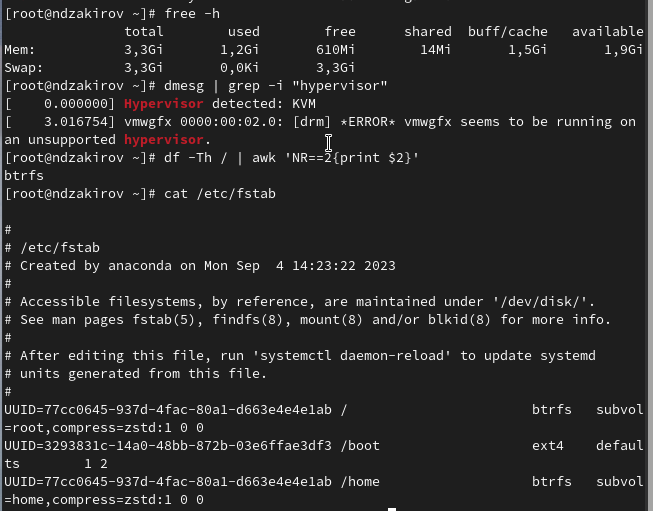 [root@ndzakirov ~]# free -h
               total        used        free      shared  buff/cache   available
Mem:           3,3Gi       1,2Gi       610Mi        14Mi       1,5Gi       1,9Gi
Swap:          3,3Gi       0,0Ki       3,3Gi
[root@ndzakirov ~]# dmesg | grep -i "hypervisor"
[    0.000000] Hypervisor detected: KVM
[    3.016754] vmwgfx 0000:00:02.0: [drm] *ERROR* vmwgfx seems to be running on
an unsupported hypervisor.
[root@ndzakirov ~]# df -Th / | awk 'NR==2{print $2}'
btrfs
[root@ndzakirov ~]# cat /etc/fstab
#
# /etc/fstab
# Created by anaconda on Mon Sep  4 14:23:22 2023
#
# Accessible filesystems, by reference, are maintained under '/dev/disk/'.
# See man pages fstab(5), findfs(8), mount(8) and/or blkid(8) for more info.
#
# After editing this file, run 'systemctl daemon-reload' to update systemd
# units generated from this file.
#
UUID=77cc0645-937d-4fac-80a1-d663e4e4e1ab /                       btrfs   subvol
=root,compress=zstd:1 0 0
UUID=3293831c-14a0-48bb-872b-03e6ffae3df3 /boot                   ext4    defaul
ts        1 2
UUID=77cc0645-937d-4fac-80a1-d663e4e4e1ab /home                   btrfs   subvol
=home,compress=zstd:1 0 0